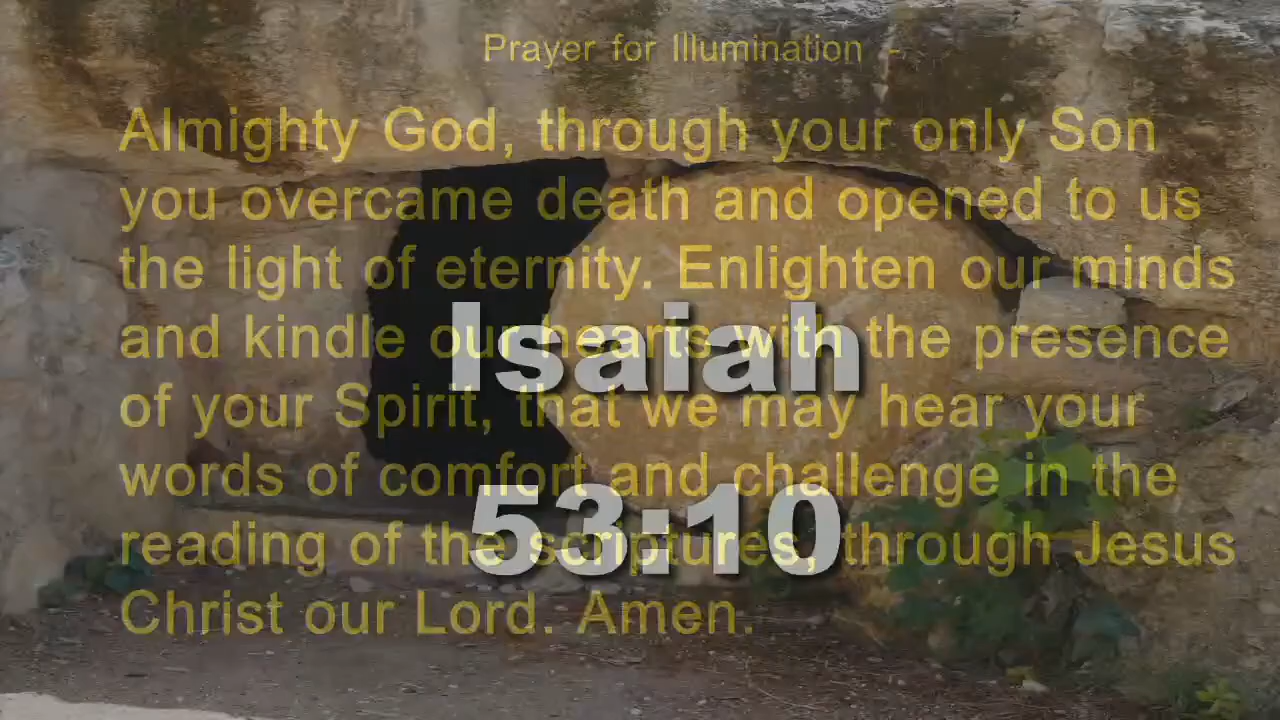 Prayer for Illumination -
Almighty God, through your only Son
you overcame death and opened to us
the light of eternity. Enlighten our minds
and kindle our hearts with the presence
of your Spirit, that we may hear your
words of comfort and challenge in the
reading of the scriptures, through Jesus
Christ our Lord. Amen.
Isaiah
53:10